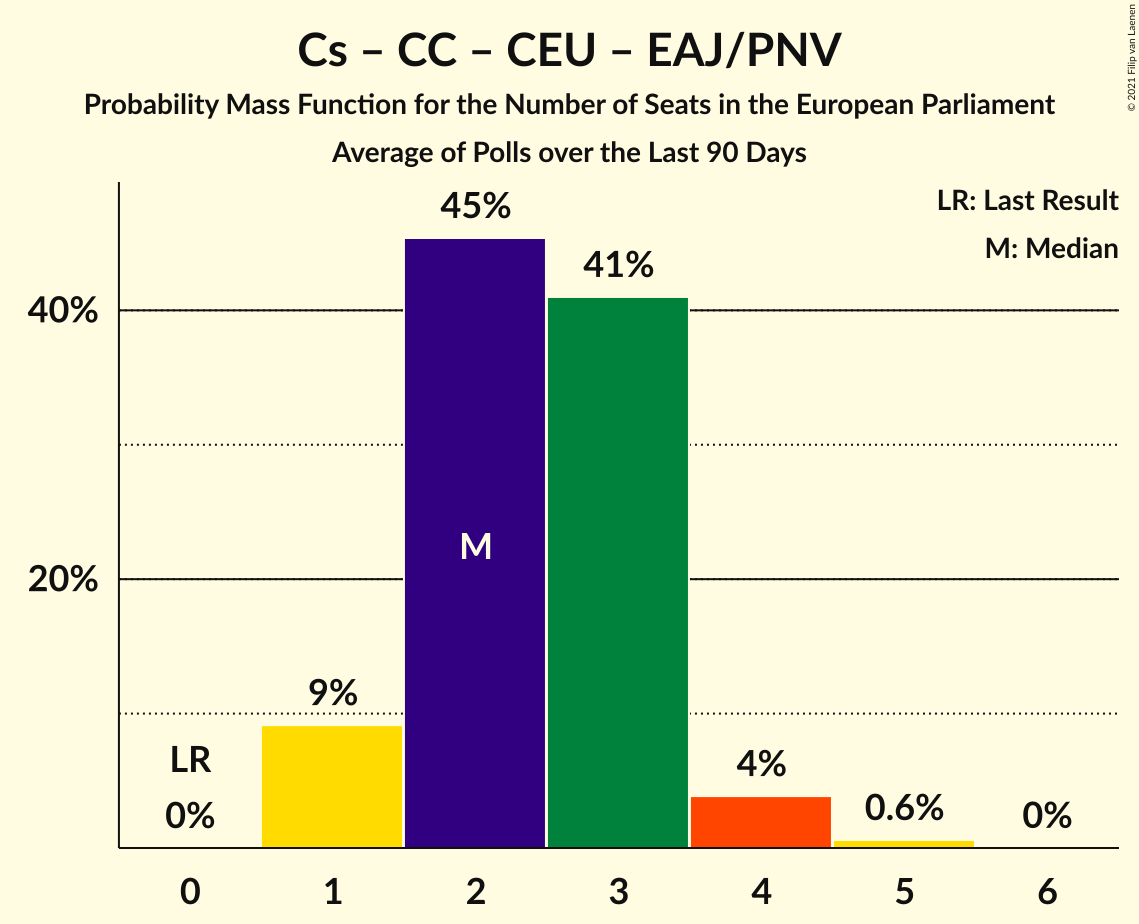 Cs – CC – CEU – EAJ/PNV
Probability Mass Function for the Number of Seats in the European Parliament
Average of Polls over the Last 90 Days
© 2021 Filip van Laenen
LR: Last Result
M: Median
45%
41%
40%
M
20%
9%
LR
4%
0.6%
0%
0%
0 1 2 3 4 5 6